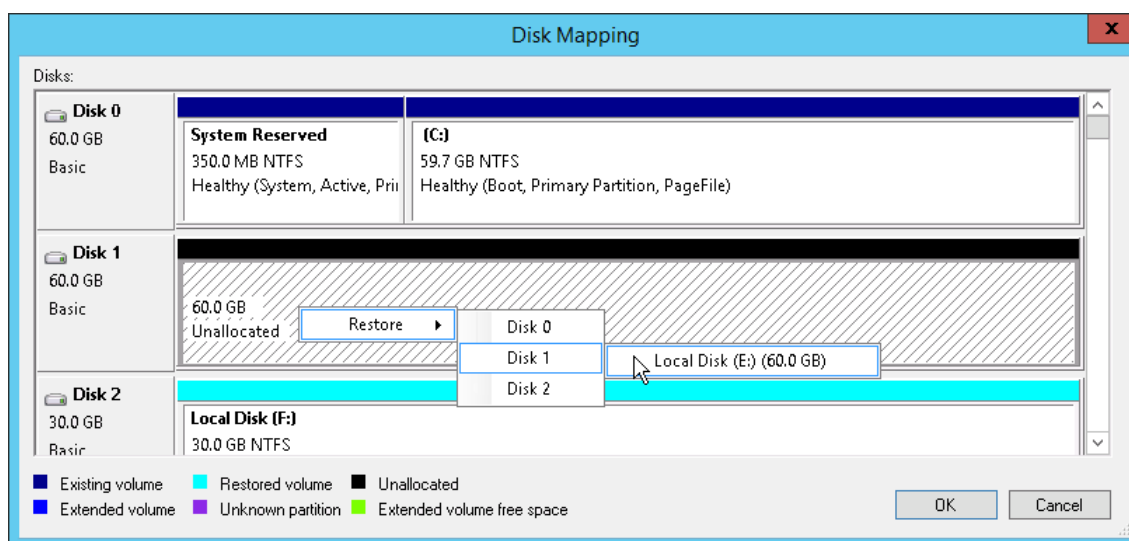 Disk Mapping
x
Disks:
Disk 0
60.0 GB
Basic
System Reserved
350.0 MB NTFS
Healthy (System, Active, Pri
(C:)
59.7 GB NTFS
Healthy (Boot, Primary Partition, PageFile)
Disk 1
60.0 GB
Basic
60.0 GB
Unallocated
Restore
Disk 0
Disk 1
Disk 2
Local Disk (E:) (60.0 GB)
Disk 2
30.0 GB
Basic
Local Disk (F:)
30.0 GB NTFS
Existing volume
Restored volume
Unallocated
Extended volume
Unknown partition
Extended volume free space
OK
Cancel